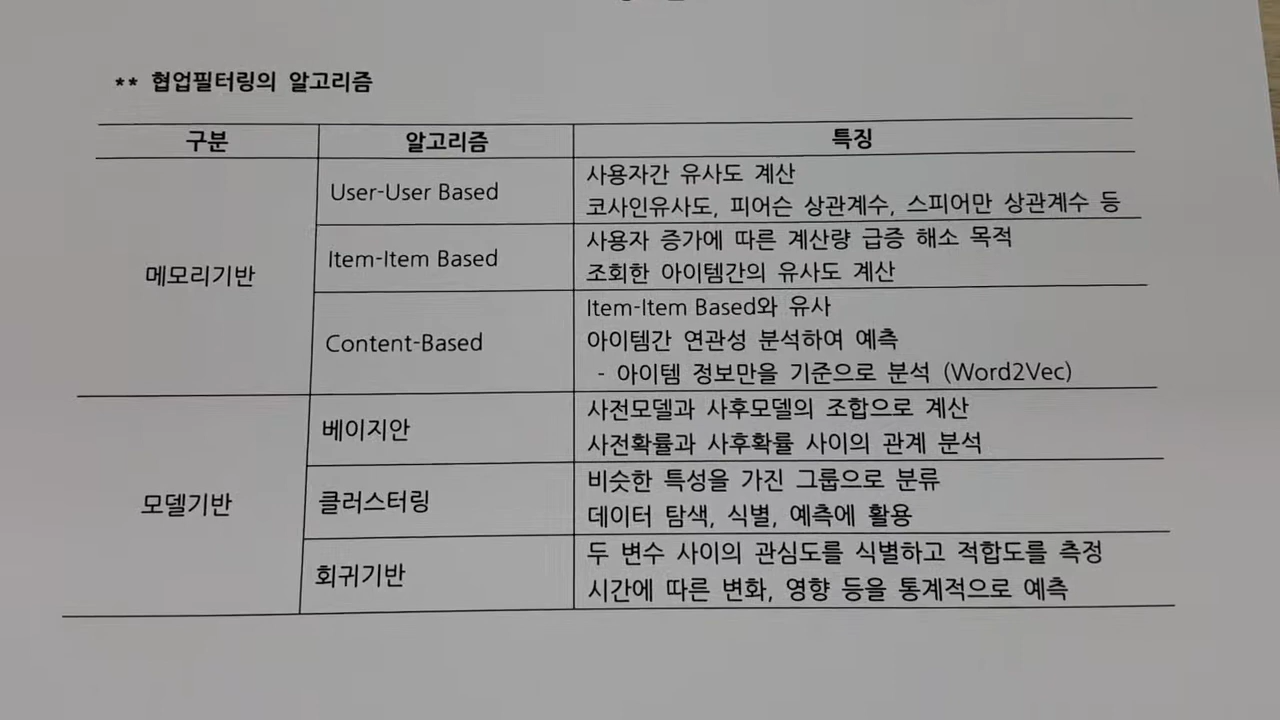 ** 협업필터링의 알고리즘
구분 알고리즘 특징
메모리기반
User-User Based
사용자간 유사도 계산
코사인유사도, 피어슨 상관계수, 스피어만 상관계수 등
Item-Item Based
사용자 증가에 따른 계산량 급증 해소 목적
조회한 아이템간의 유사도 계산
Content-Based
Item-Item Based와 유사
아이템간 연관성 분석하여 예측
- 아이템 정보만을 기준으로 분석 (Word2Vec)
모델기반
베이지안
사전모델과 사후모델의 조합으로 계산
사전확률과 사후확률 사이의 관계 분석
클러스터링
비슷한 특성을 가진 그룹으로 분류
데이터 탐색, 식별, 예측에 활용
회귀기반
두 변수 사이의 관심도를 식별하고 적합도를 측정
시간에 따른 변화, 영향 등을 통계적으로 예측